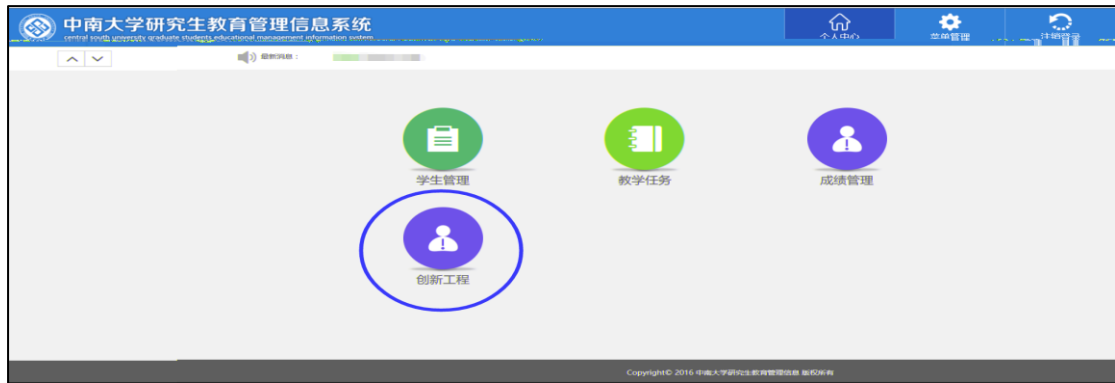 中南大学研究生教育管理信息系统
central south university graduate students educational management information system
个人中心
菜单管理
注销登录
最新消息：
学生管理
教学任务
成绩管理
创新工程
Copyright© 2016 中南大学研究生教育管理信息 版权所有